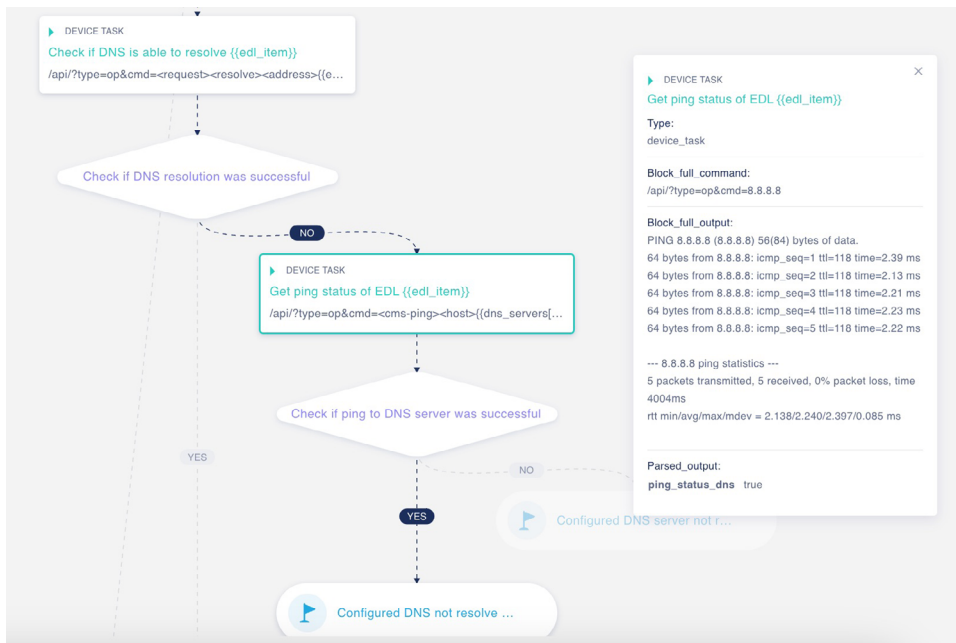 DEVICE TASK
Check if DNS is able to resolve {{edl_item}}
/api/?type=op&cmd=<request><resolve><address>{{e...
Check if DNS resolution was successful
NO
DEVICE TASK
Get ping status of EDL {{edl_item}}
/api/?type=op&cmd=<cms-ping><host>{{dns_servers[...
Check if ping to DNS server was successful
YES
NO
YES
Configured DNS server not r...
Configured DNS not resolve ...
DEVICE TASK
Get ping status of EDL {{edl_item}}
Type:
device_task
Block_full_command:
/api/?type=op&cmd=8.8.8.8
Block_full_output:
PING 8.8.8.8 (8.8.8.8) 56(84) bytes of data.
64 bytes from 8.8.8.8: icmp_seq=1 ttl=118 time=2.39 ms
64 bytes from 8.8.8.8: icmp_seq=2 ttl=118 time=2.13 ms
64 bytes from 8.8.8.8: icmp_seq=3 ttl=118 time=2.21 ms
64 bytes from 8.8.8.8: icmp_seq=4 ttl=118 time=2.23 ms
64 bytes from 8.8.8.8: icmp_seq=5 ttl=118 time=2.22 ms
--- 8.8.8.8 ping statistics ---
5 packets transmitted, 5 received, 0% packet loss, time
4004ms
rtt min/avg/max/mdev = 2.138/2.240/2.397/0.085 ms
Parsed_output:
ping_status_dns true